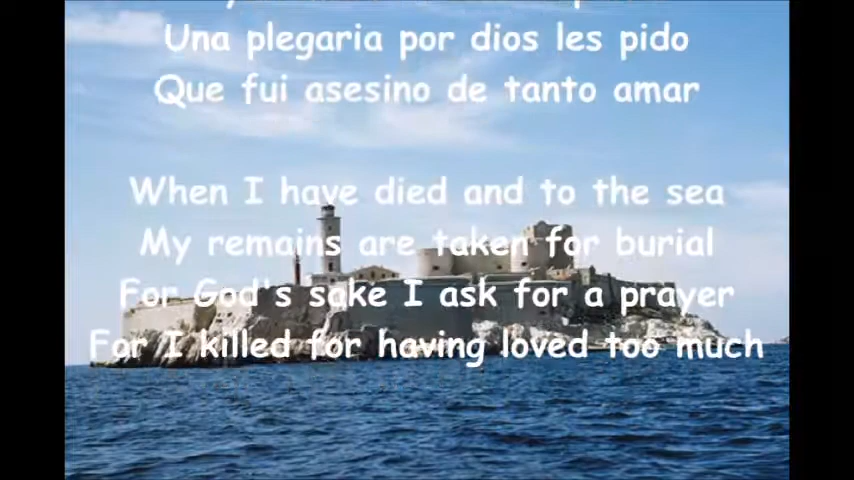 Una plegaria por dios les pido
Que fui asesino de tanto amar
When I have died and to the sea
My remains are taken for burial
For God's sake I ask for a prayer
For I killed for having loved too much